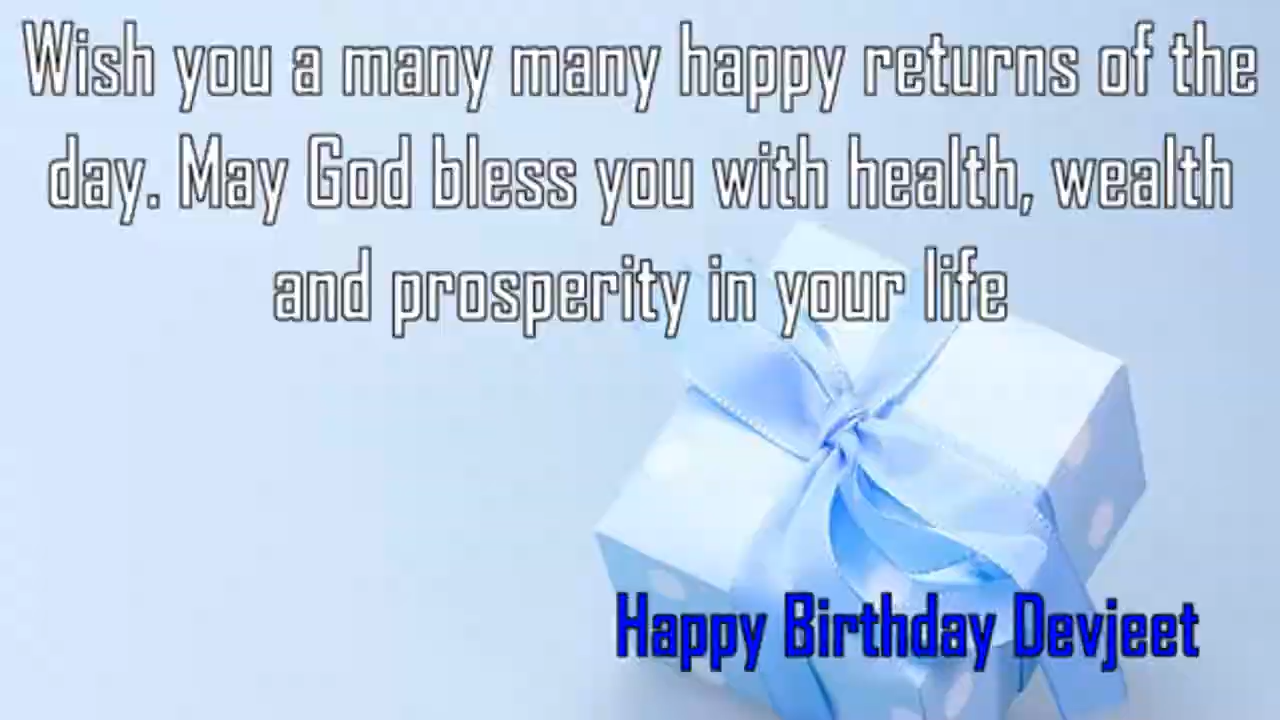 Wish you a many many happy returns of the
day. May God bless you with health, wealth
and prosperity in your life
Happy Birthday Devjeet